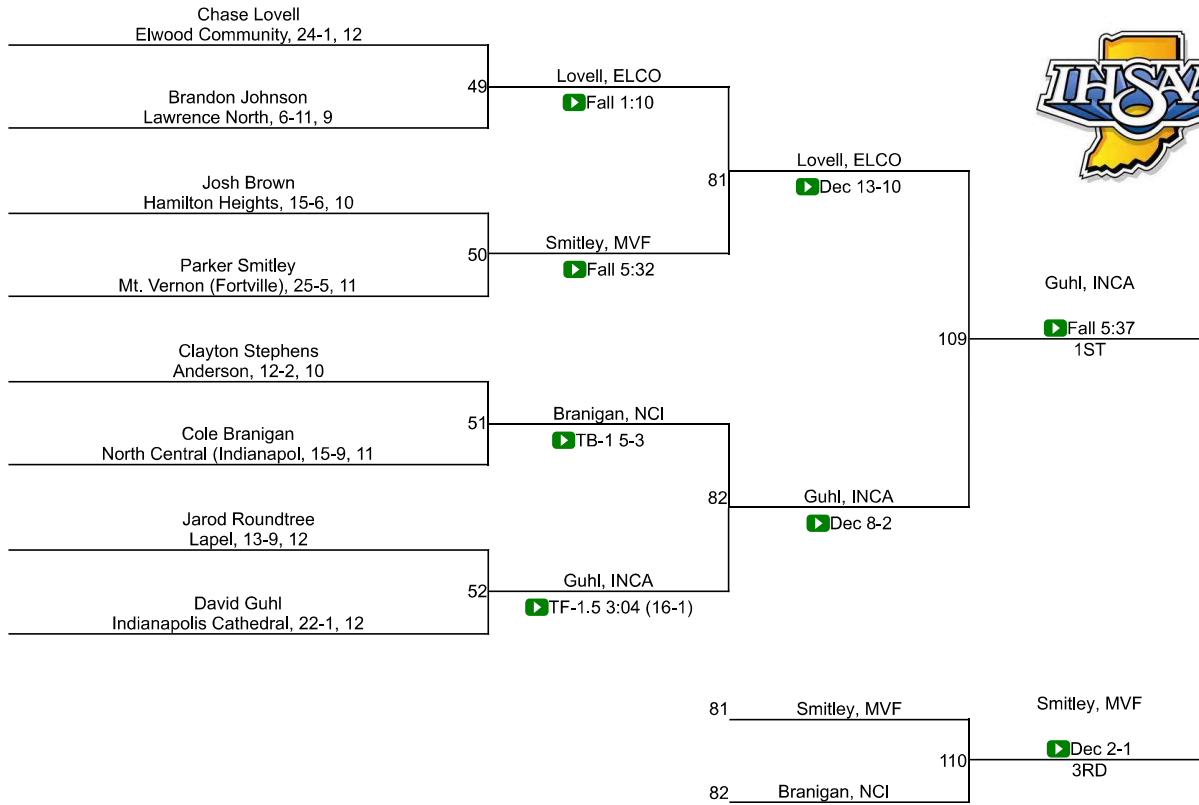 Chase Lovell
Elwood Community, 24-1, 12
49
Brandon Johnson
Lawrence North, 6-11, 9
Lovell, ELCO
Fall 1:10
81
Josh Brown
Hamilton Heights, 15-6, 10
50
Parker Smitley
Mt. Vernon (Fortville), 25-5, 11
Smitley, MVF
Fall 5:32
Lovell, ELCO
Dec 13-10
109
Clayton Stephens
Anderson, 12-2, 10
51
Cole Branigan
North Central (Indianapol, 15-9, 11
Branigan, NCI
TB-1 5-3
82
Jarod Roundtree
Lapel, 13-9, 12
52
David Guhl
Indianapolis Cathedral, 22-1, 12
Guhl, INCA
TF-1.5 3:04 (16-1)
Guhl, INCA
Dec 8-2
IHSAA
Guhl, INCA
Fall 5:37
1ST
81 Smitley, MVF
110
82 Branigan, NCI
Smitley, MVF
Dec 2-1
3RD